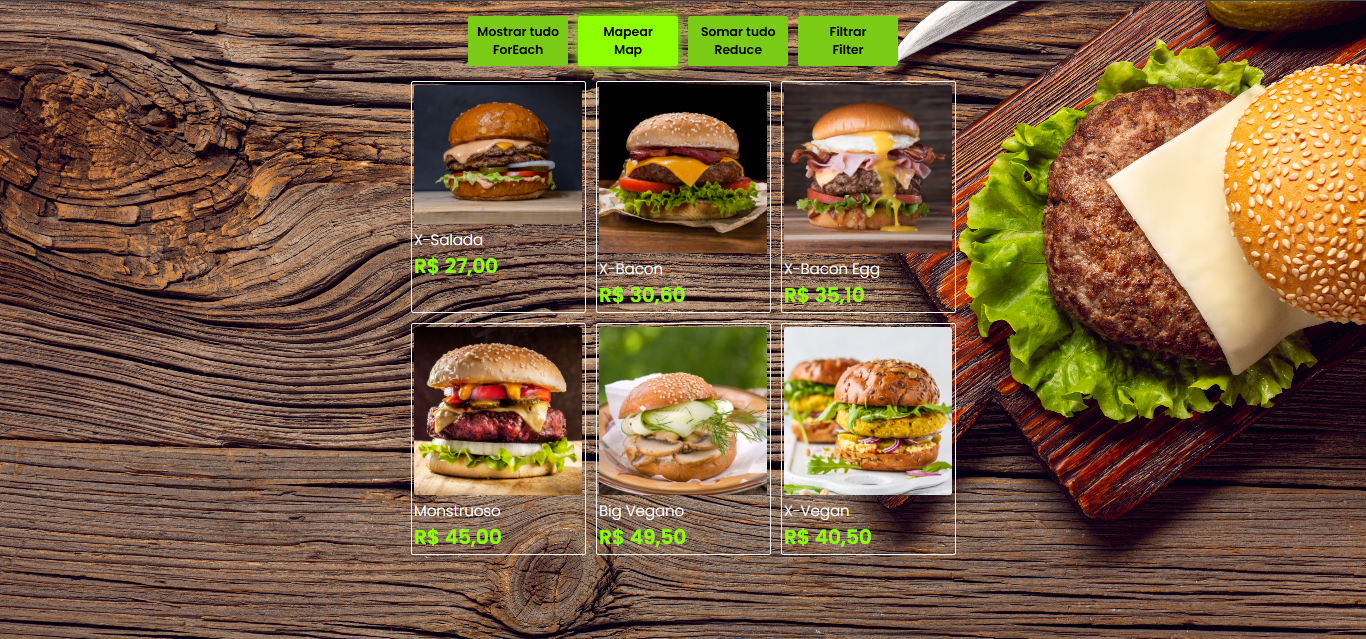 Mostrar tudo
ForEach
Mapear
Map
Somar tudo
Reduce
Filtrar
Filter
X-Salada
R$ 27,00
X-Bacon
R$ 30,60
X-Bacon Egg
R$ 35,10
Monstruoso
R$ 45,00
Big Vegano
R$ 49,50
X-Vegan
R$ 40,50